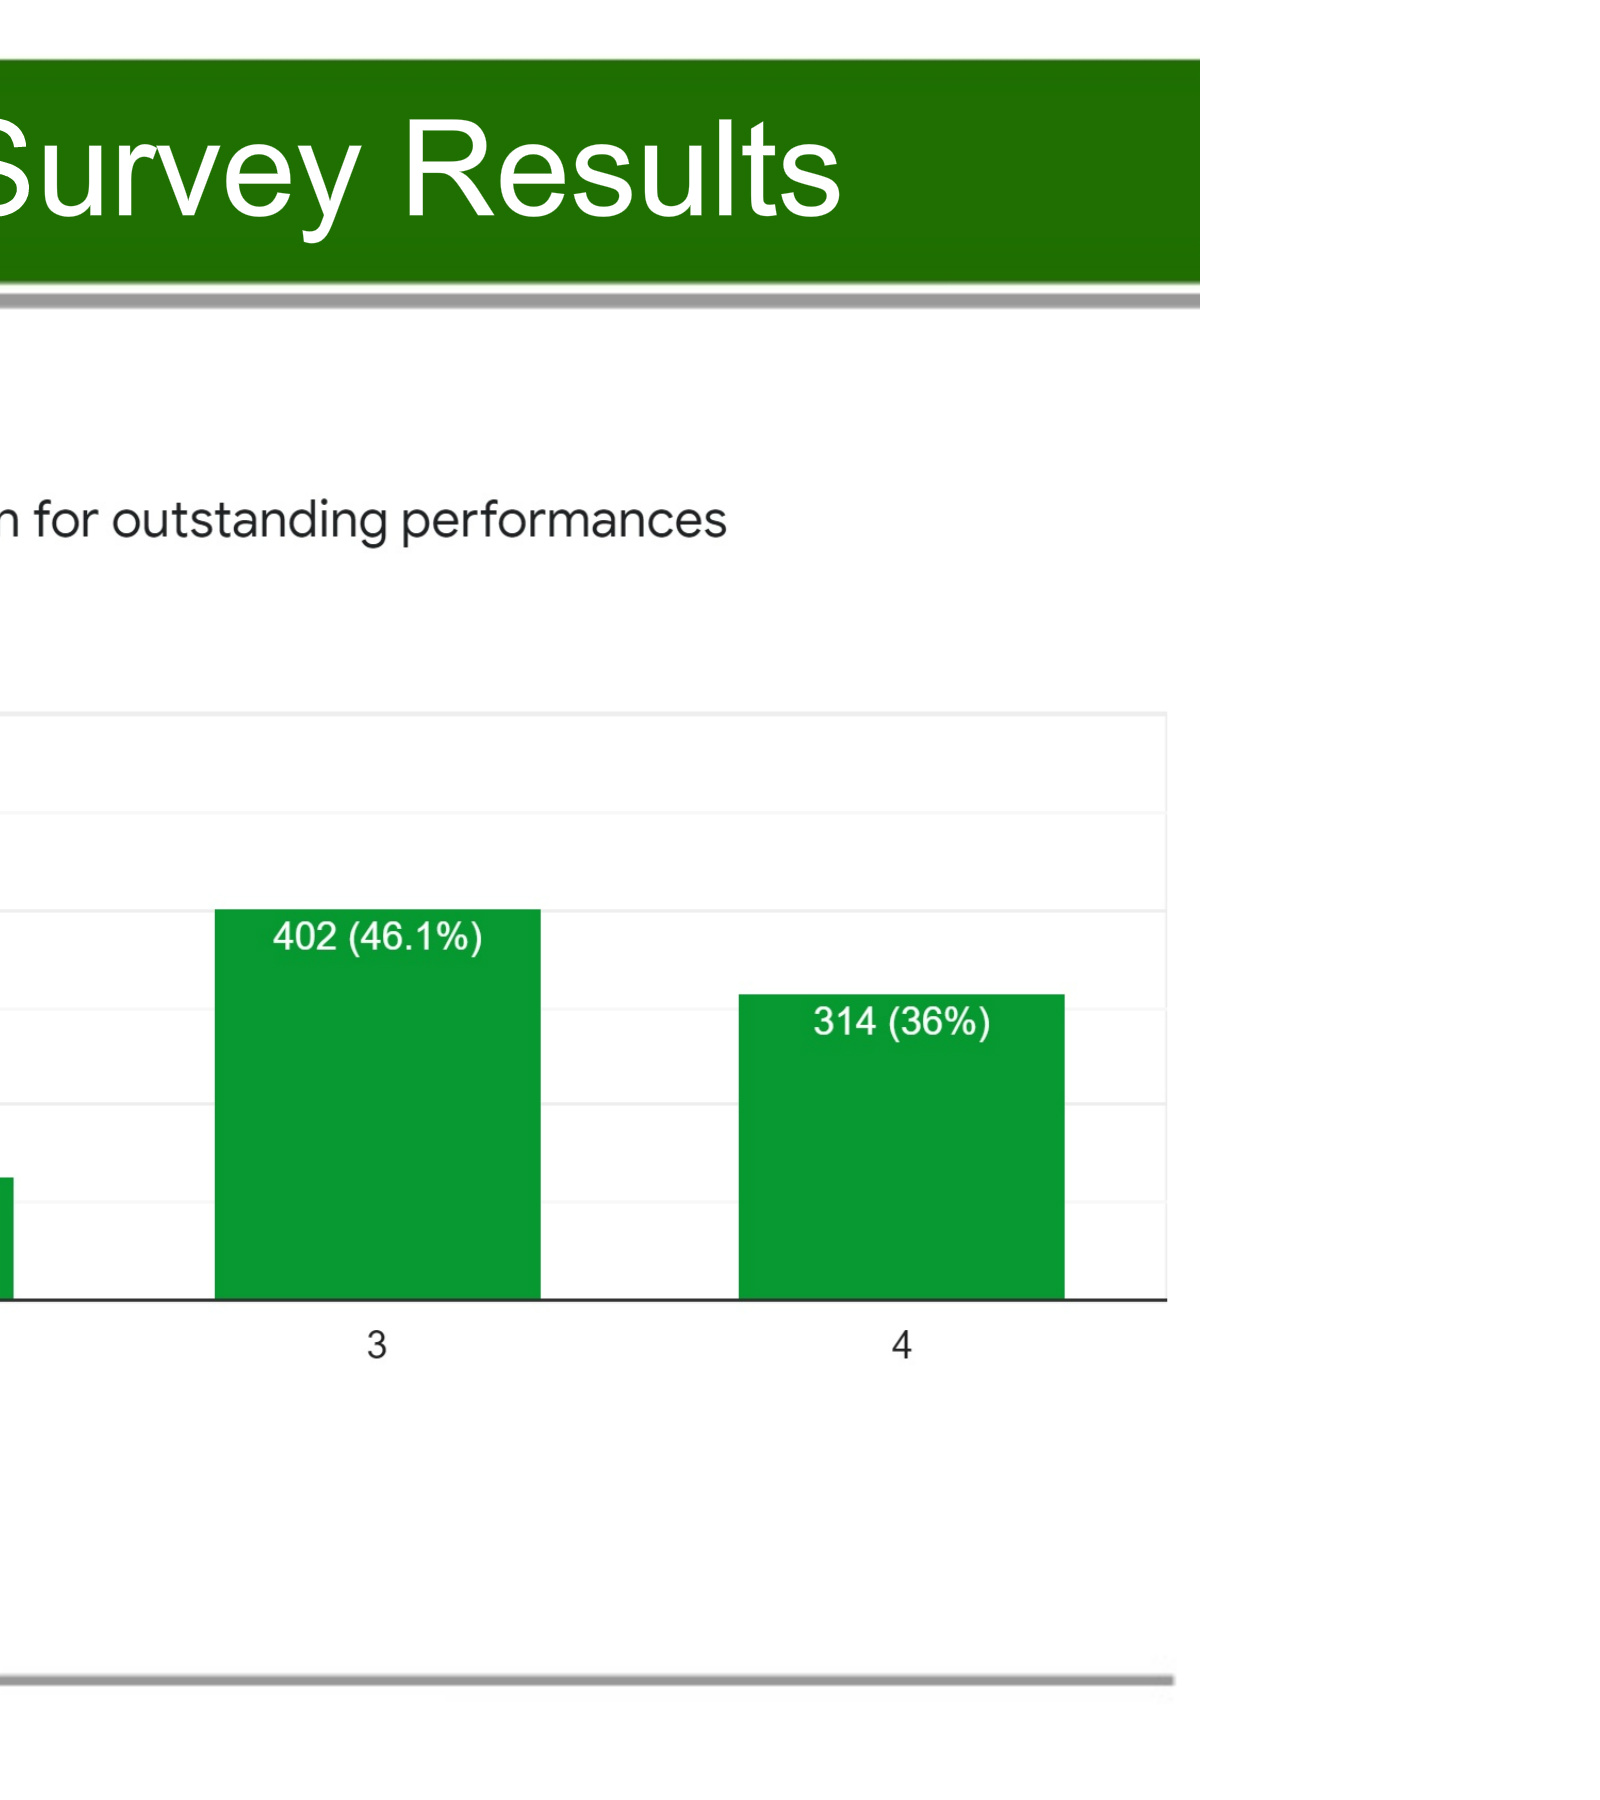 Survey Results
for outstanding performances
402 (46.1%)
314 (36%)
3
4